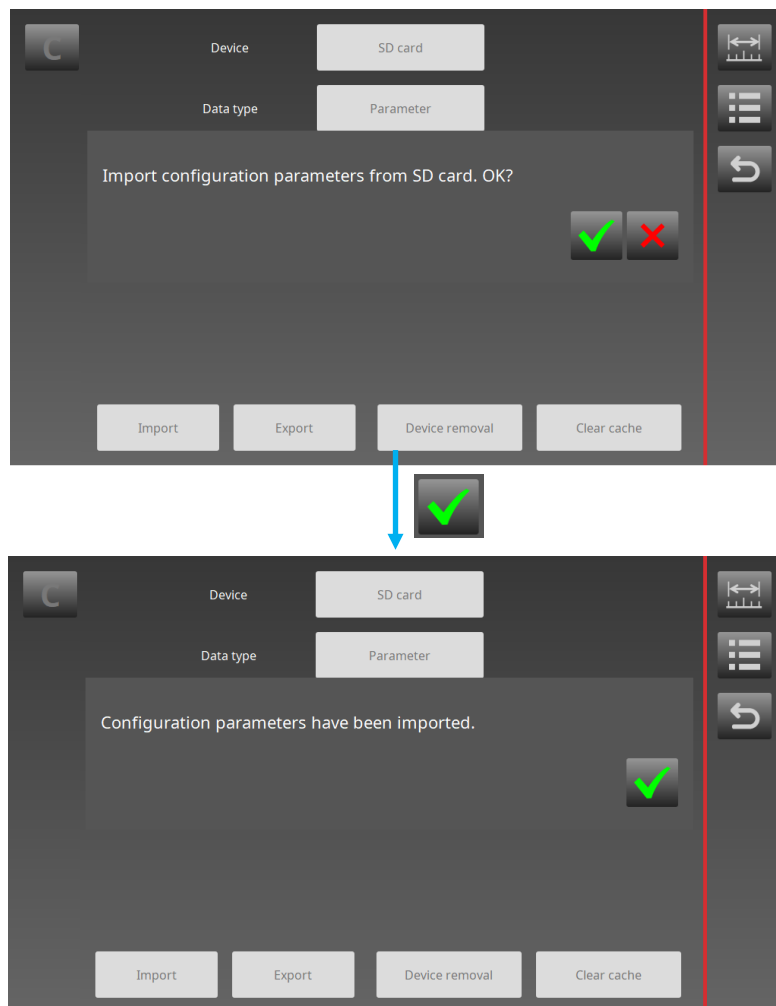 C
Device
SD card
Data type
Parameter
Import configuration parameters from SD card. OK?
Import
Export
Device removal
Clear cache
C
Device
SD card
Data type
Parameter
Configuration parameters have been imported.
Import
Export
Device removal
Clear cache